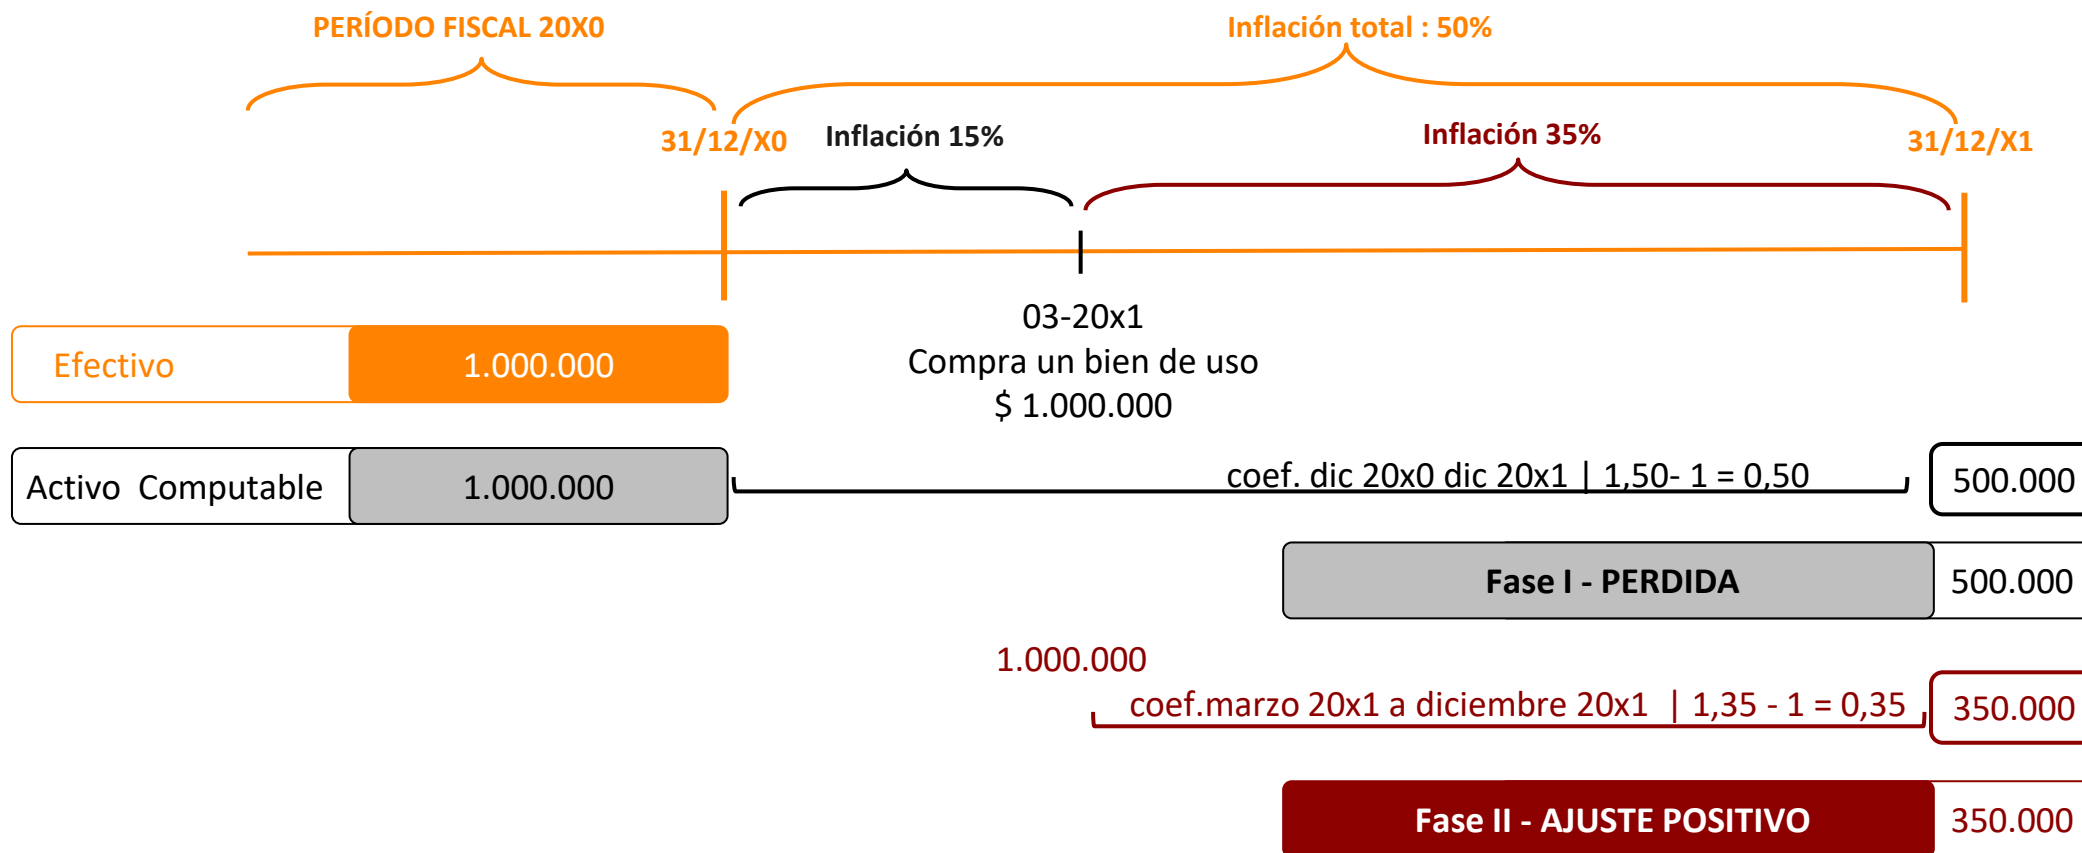 PERÍODO FISCAL 20X0
Inflación total : 50%
31/12/X0
Inflación 15%
Inflación 35%
31/12/X1
03-20x1
Compra un bien de uso
$ 1.000.000
Efectivo
1.000.000
Activo Computable
1.000.000
coef. dic 20x0 dic 20x1 | 1,50- 1 = 0,50
500.000
Fase I - PERDIDA
500.000
1.000.000
coef.marzo 20x1 a diciembre 20x1 | 1,35 - 1 = 0,35
350.000
Fase II - AJUSTE POSITIVO
350.000